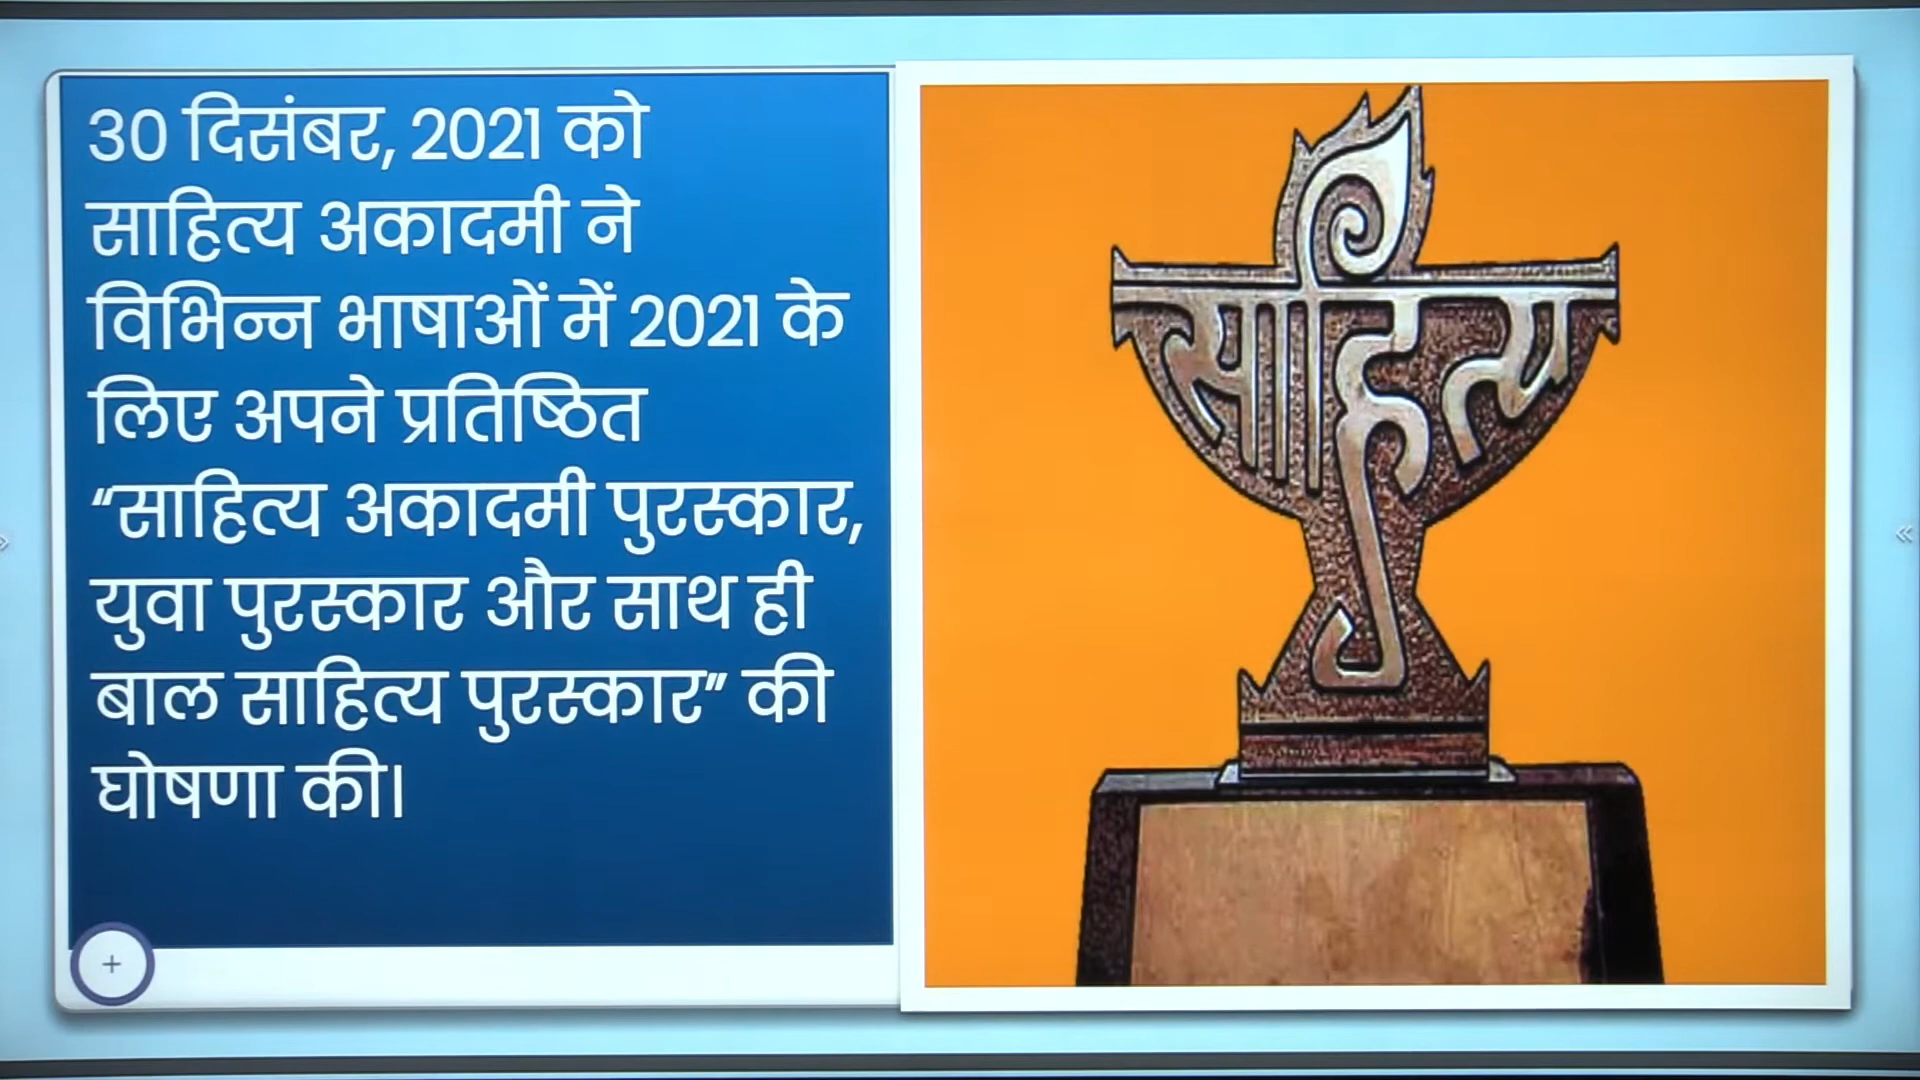 30 दिसंबर, 2021 को
साहित्य अकादमी ने
विभिन्न भाषाओं में 2021 के
लिए अपने प्रतिष्ठित
“साहित्य अकादमी पुरस्कार,
युवा पुरस्कार और साथ ही
बाल साहित्य पुरस्कार” की
घोषणा की।
साहित्य